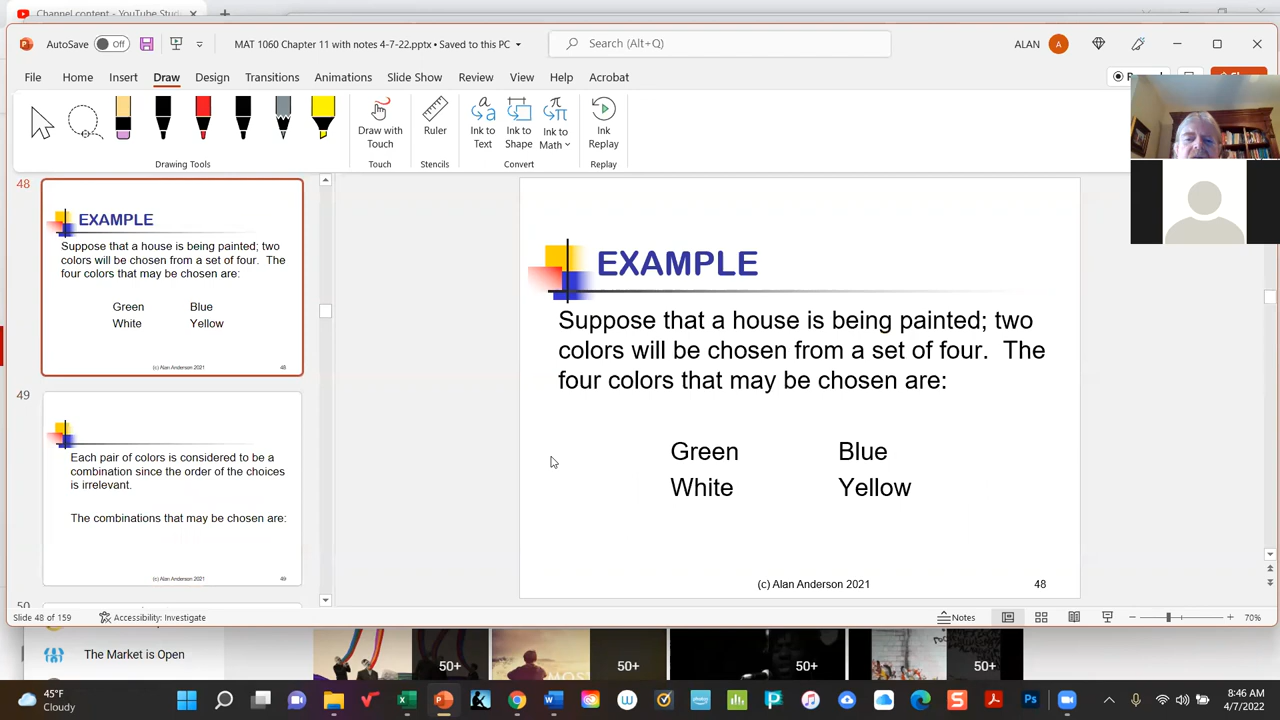 Channel content - YouTube Studi
AutoSave Off
MAT 1060 Chapter 11 with notes 4-7-22.pptx • Saved to this PC
Search (Alt+Q)
ALAN A
File Home Insert Draw Design Transitions Animations Slide Show Review View Help Acrobat
Draw with Touch
Ruler
Ink to Text
Ink to Shape
Ink to Math
Ink Replay
Drawing Tools
Touch
Stencils
Convert
Replay
48
EXAMPLE
Suppose that a house is being painted; two
colors will be chosen from a set of four. The
four colors that may be chosen are:
Green Blue
White Yellow
(c) Alan Anderson 2021 48
49
Each pair of colors is considered to be a
combination since the order of the choices
is irrelevant.
The combinations that may be chosen are:
(c) Alan Anderson 2021 49
50
EXAMPLE
Suppose that a house is being painted; two
colors will be chosen from a set of four. The
four colors that may be chosen are:
Green Blue
White Yellow
(c) Alan Anderson 2021 48
Slide 48 of 159 Accessibility: Investigate Notes 70%
The Market is Open
50+ 50+ 50+ 50+
45°F
Cloudy
8:46 AM
4/7/2022